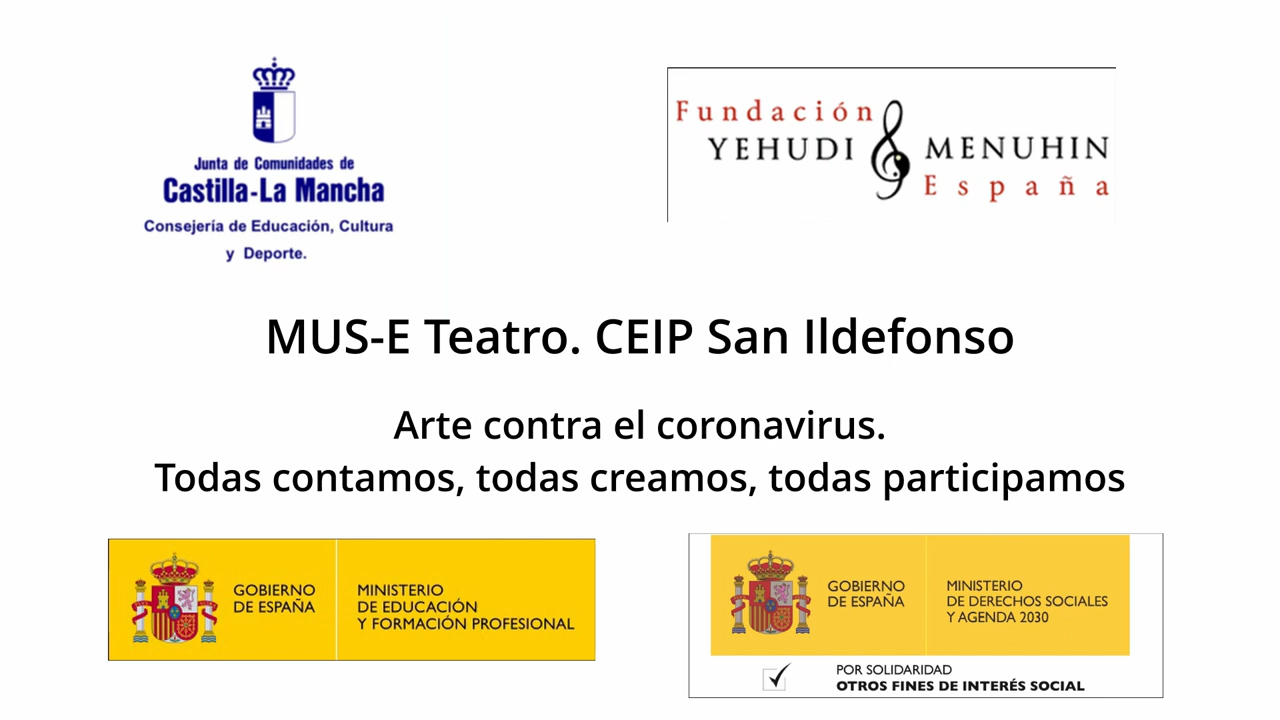 Junta de Comunidades de
Castilla-La Mancha
Consejería de Educación, Cultura
y Deporte.
Fundación
YEHUDI MENUHIN
España
MUS-E Teatro. CEIP San Ildefonso
Arte contra el coronavirus.
Todas contamos, todas creamos, todas participamos
GOBIERNO
DE ESPAÑA
MINISTERIO
DE EDUCACIÓN
Y FORMACIÓN PROFESIONAL
GOBIERNO
DE ESPAÑA
MINISTERIO
DE DERECHOS SOCIALES
Y AGENDA 2030
POR SOLIDARIDAD
OTROS FINES DE INTERÉS SOCIAL